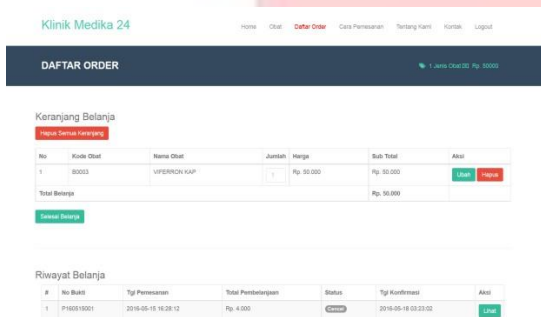 Klinik Medika 24
Home Obat Daftar Order Cara Pemesanan Tentang Kami Kontak Logout
DAFTAR ORDER
1 Jenis Obat Rp. 50000
Keranjang Belanja
Hapus Semua Keranjang
No Kode Obat Nama Obat Jumlah Harga Sub Total Aksi
1 B0003 VIFERRON KAP 1 Rp. 50.000 Rp. 50.000 Ubah Hapus
Total Belanja Rp. 50.000
Selesai Belanja
Riwayat Belanja
# No Bukti Tgl Pemesanan Total Pembelanjaan Status Tgl Konfirmasi Aksi
1 P160515001 2016-05-15 16:28:12 Rp. 4.000 Cancel 2016-05-18 03:23:02 Lihat